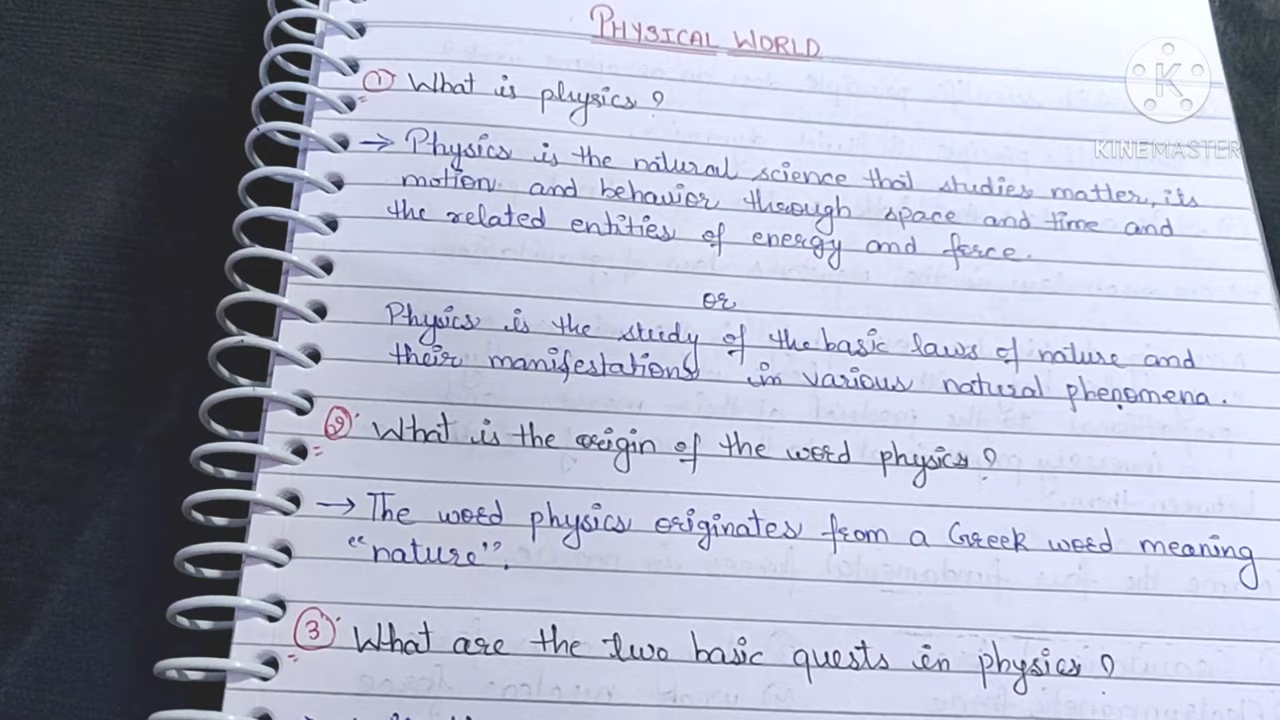 PHYSICAL WORLD
① What is physics?
→ Physics is the natural science that studies matter, its
motion and behavior through space and time and
the related entities of energy and force.
or
Physics is the study of the basic laws of nature and
their manifestations in various natural phenomena.
② What is the origin of the word physics?
→ The word physics originates from a Greek word meaning
"nature".
③ What are the two basic quests in physics?
K
KINEMASTER